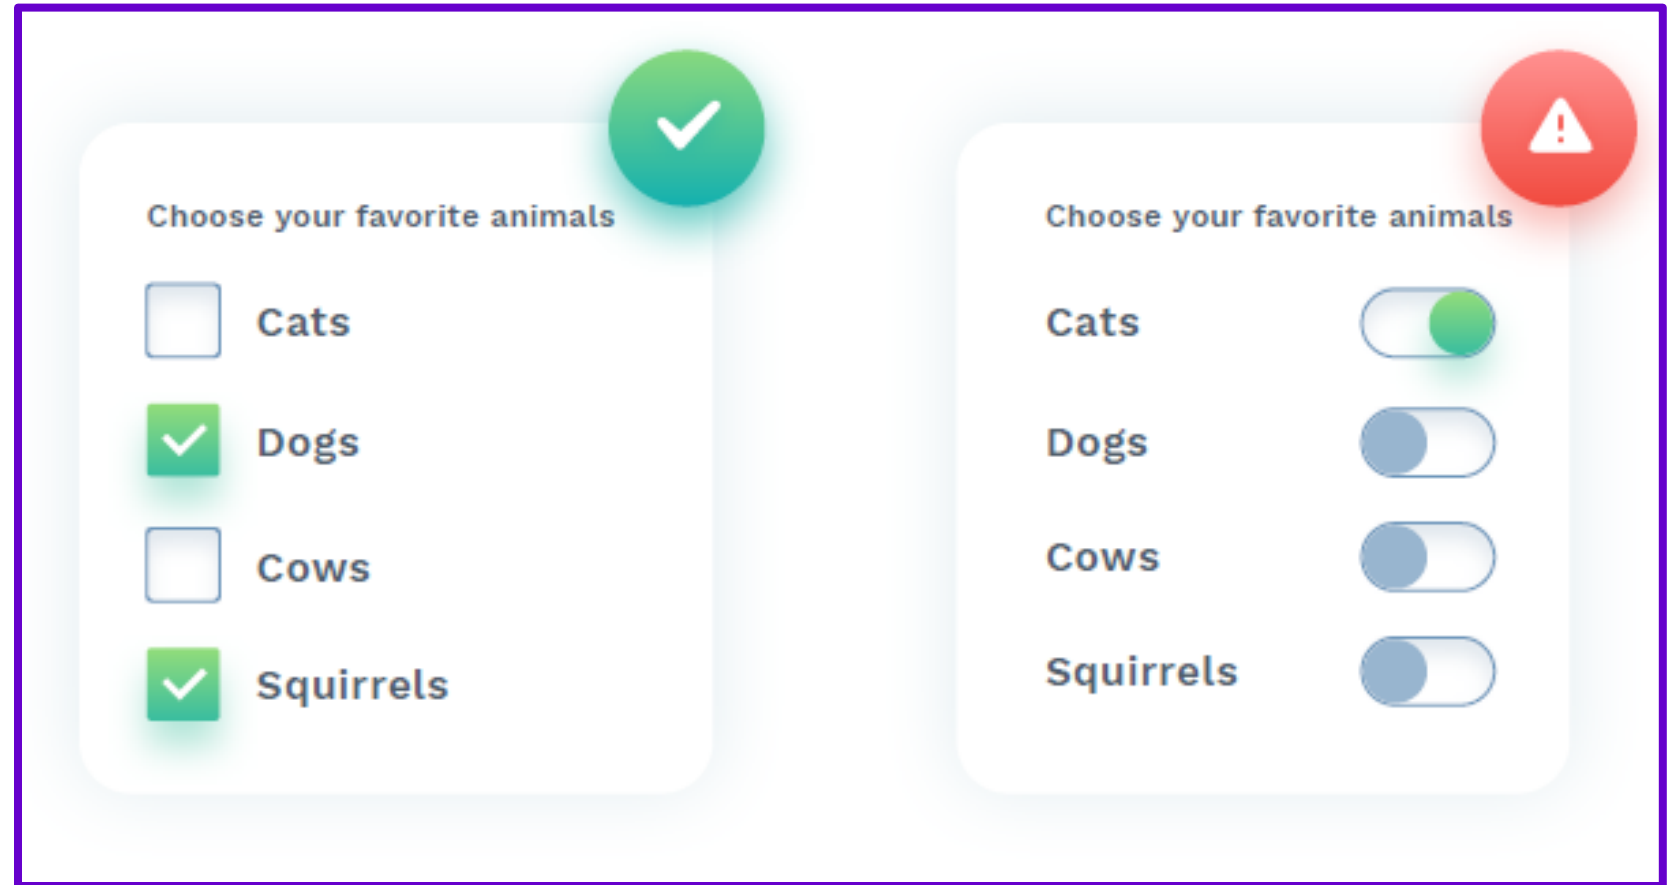 Choose your favorite animals
Cats
Dogs
Cows
Squirrels
Choose your favorite animals
Cats
Dogs
Cows
Squirrels